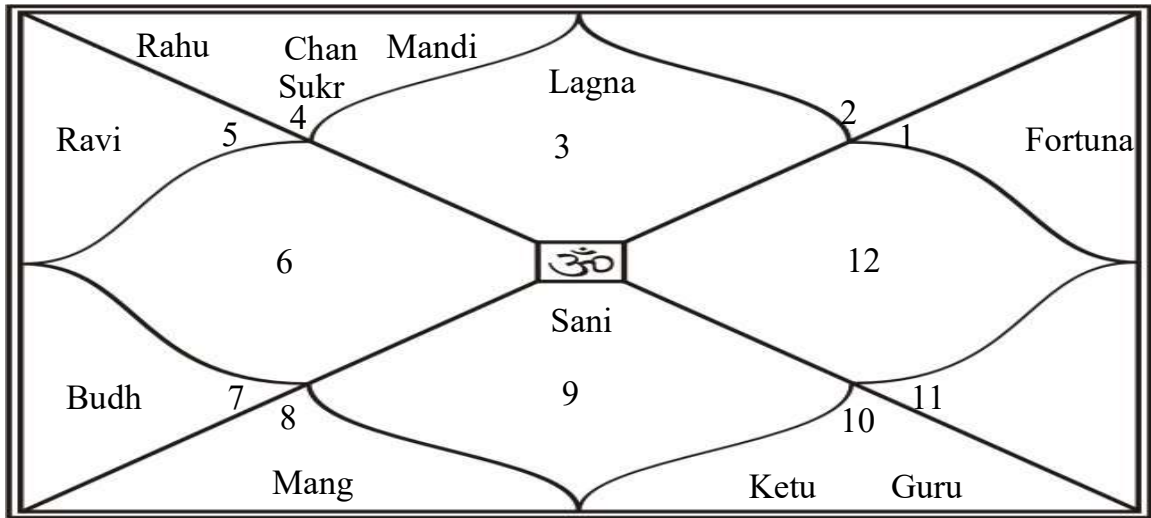 Rahu Chan Mandi
Sukr
Lagna
4
3
2
Ravi 5
1 Fortuna
6
ॐ
12
Sani
Budh 7
9
11
8
10
Mang
Ketu Guru